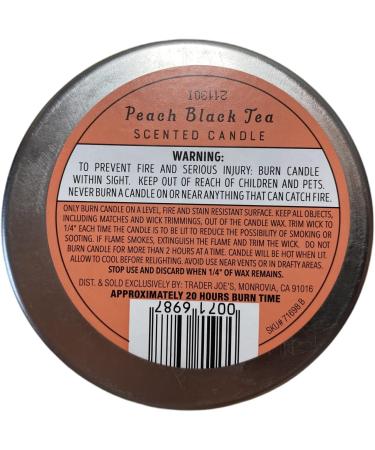 21130T
Peach Black Tea
SCENTED CANDLE
WARNING:
TO PREVENT FIRE AND SERIOUS INJURY: BURN CANDLE
WITHIN SIGHT. KEEP OUT OF REACH OF CHILDREN AND PETS.
NEVER BURN A CANDLE ON OR NEAR ANYTHING THAT CAN CATCH FIRE.
ONLY BURN CANDLE ON A LEVEL, FIRE AND STAIN RESISTANT SURFACE. KEEP ALL OBJECTS,
INCLUDING MATCHES AND WICK TRIMMINGS, OUT OF THE CANDLE WAX. TRIM WICK TO
1/4" EACH TIME THE CANDLE IS TO BE LIT TO REDUCE THE POSSIBILITY OF SMOKING OR
SOOTING. IF FLAME SMOKES, EXTINGUISH THE FLAME AND TRIM THE WICK. DO NOT
BURN CANDLE FOR MORE THAN 2 HOURS AT A TIME. CANDLE WILL BE HOT WHEN LIT.
ALLOW TO COOL BEFORE RELIGHTING. AVOID USE NEAR VENTS OR IN DRAFTY AREAS.
STOP USE AND DISCARD WHEN 1/4" OF WAX REMAINS.
DIST. & SOLD EXCLUSIVELY BY: TRADER JOE'S, MONROVIA, CA 91016
APPROXIMATELY 20 HOURS BURN TIME
0071 6987
SKU# 71698 B